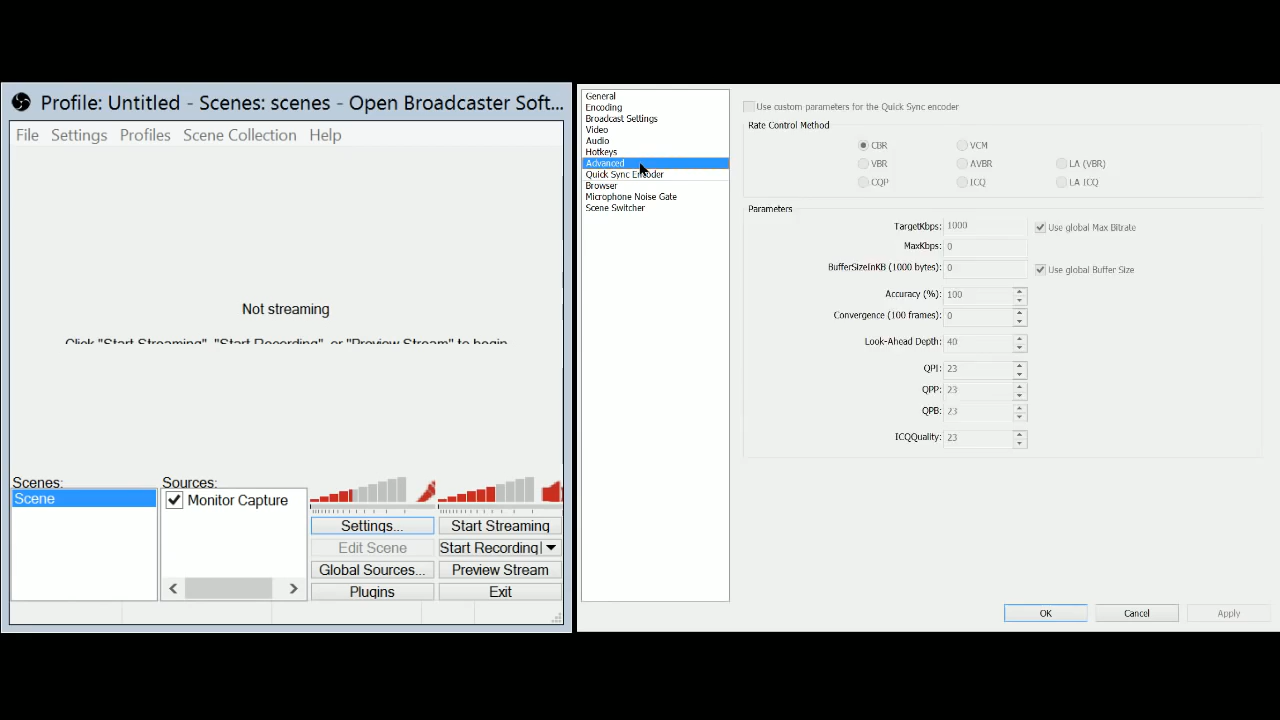 Profile: Untitled - Scenes: scenes - Open Broadcaster Soft...
File Settings Profiles Scene Collection Help
Not streaming
Click "Start Streaming", "Start Recording", or "Preview Stream" to begin
Scenes:
Scene
Sources:
Monitor Capture
Settings...
Start Streaming
Edit Scene
Start Recording
Global Sources...
Preview Stream
Plugins
Exit
General
Encoding
Broadcast Settings
Video
Audio
Hotkeys
Advanced
Quick Sync Encoder
Browser
Microphone Noise Gate
Scene Switcher
Use custom parameters for the Quick Sync encoder
Rate Control Method
CBR VCM
VBR AVBR LA (VBR)
CQP ICQ LA ICQ
Parameters
TargetKbps: 1000 Use global Max Bitrate
MaxKbps: 0
BufferSizeInKB (1000 bytes): 0 Use global Buffer Size
Accuracy (%): 100
Convergence (100 frames): 0
Look-Ahead Depth: 40
QPI: 23
QPP: 23
QPB: 23
ICQQuality: 23
OK Cancel Apply